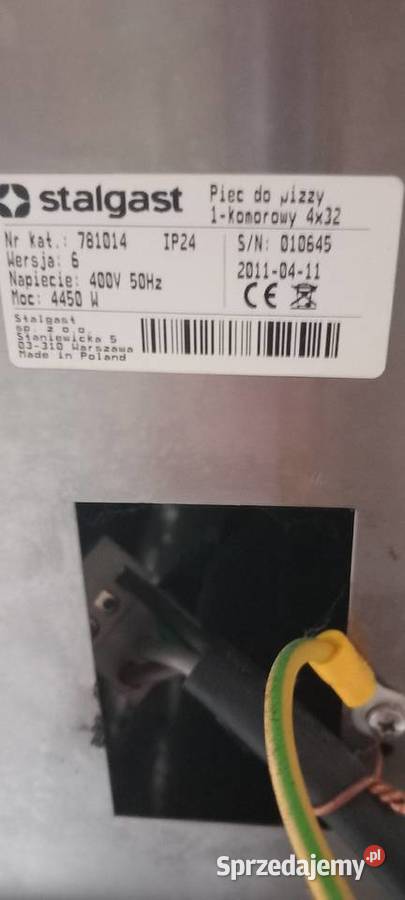 stalgast
Piec do pizzy
1-komorowy 4x32
Nr kat.: 781014 IP24
Wersja: 6
Napiecie: 400V 50Hz
Moc: 4450 W
S/N: 010645
2011-04-11
CE
Stalgast
sp. z o.o.
Staniewicka 5
03-310 Warszawa
Made in Poland
Sprzedajemy.pl